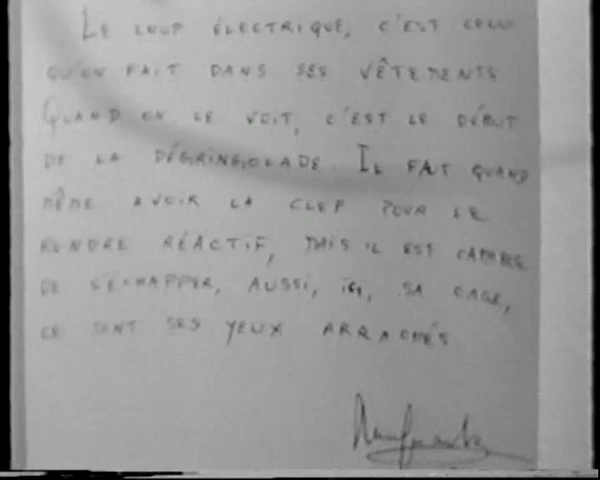 Le loup électrique, c'est celui
qu'on fait dans ses vêtements
Quand on le voit, c'est le début
de la dégringolade Il faut quand
même avoir la clef pour le
rendre réactif, mais il est capable
de s'échapper, aussi, ici, sa cage,
ce sont ses yeux arrachés